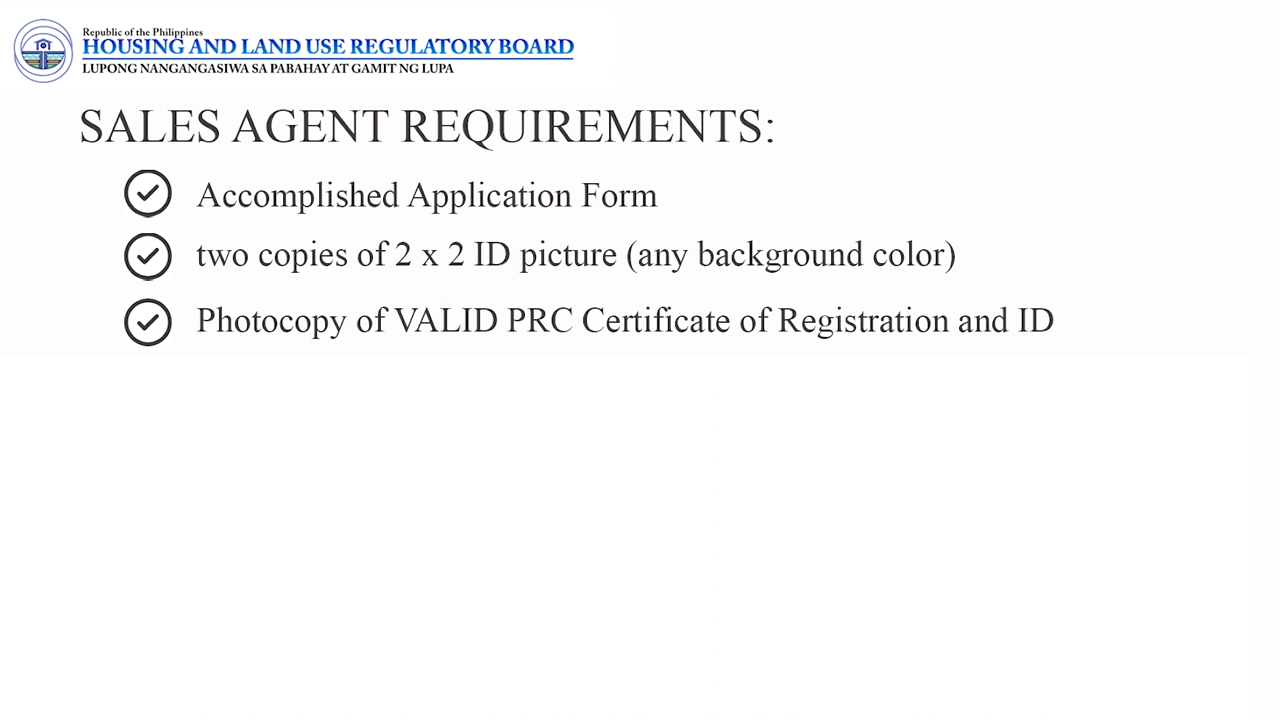 Republic of the Philippines
HOUSING AND LAND USE REGULATORY BOARD
LUPONG NANGANGASIWA SA PABAHAY AT GAMIT NG LUPA
SALES AGENT REQUIREMENTS:
Accomplished Application Form
two copies of 2 x 2 ID picture (any background color)
Photocopy of VALID PRC Certificate of Registration and ID